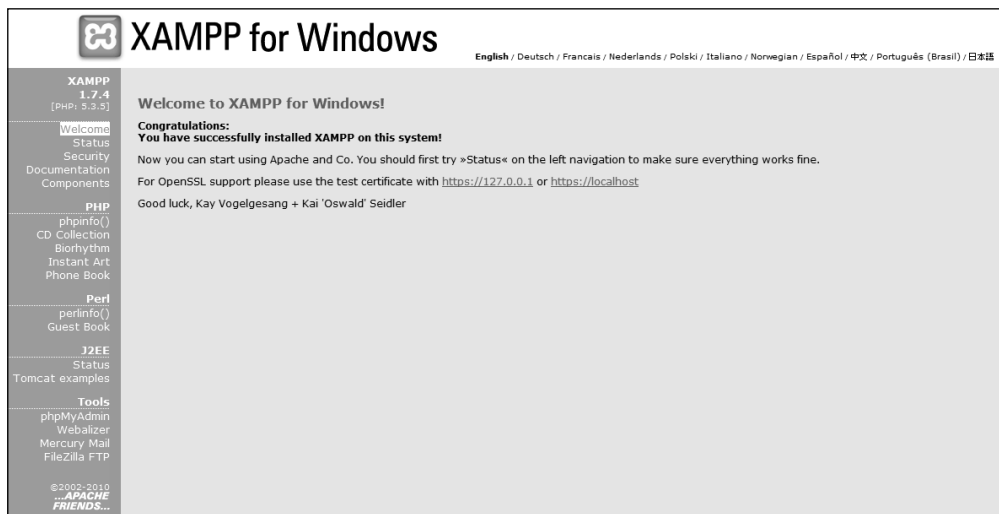 XAMPP for Windows
English / Deutsch / Francais / Nederlands / Polski / Italiano / Norwegian / Español / 中文 / Português (Brasil) / 日本語
XAMPP
1.7.4
[PHP: 5.3.5]
Welcome
Status
Security
Documentation
Components
PHP
phpinfo()
CD Collection
Biorhythm
Instant Art
Phone Book
Perl
perlinfo()
Guest Book
J2EE
Status
Tomcat examples
Tools
phpMyAdmin
Webalizer
Mercury Mail
FileZilla FTP
©2002-2010
...APACHE
FRIENDS...
Welcome to XAMPP for Windows!
Congratulations:
You have successfully installed XAMPP on this system!
Now you can start using Apache and Co. You should first try »Status« on the left navigation to make sure everything works fine.
For OpenSSL support please use the test certificate with https://127.0.0.1 or https://localhost
Good luck, Kay Vogelgesang + Kai 'Oswald' Seidler